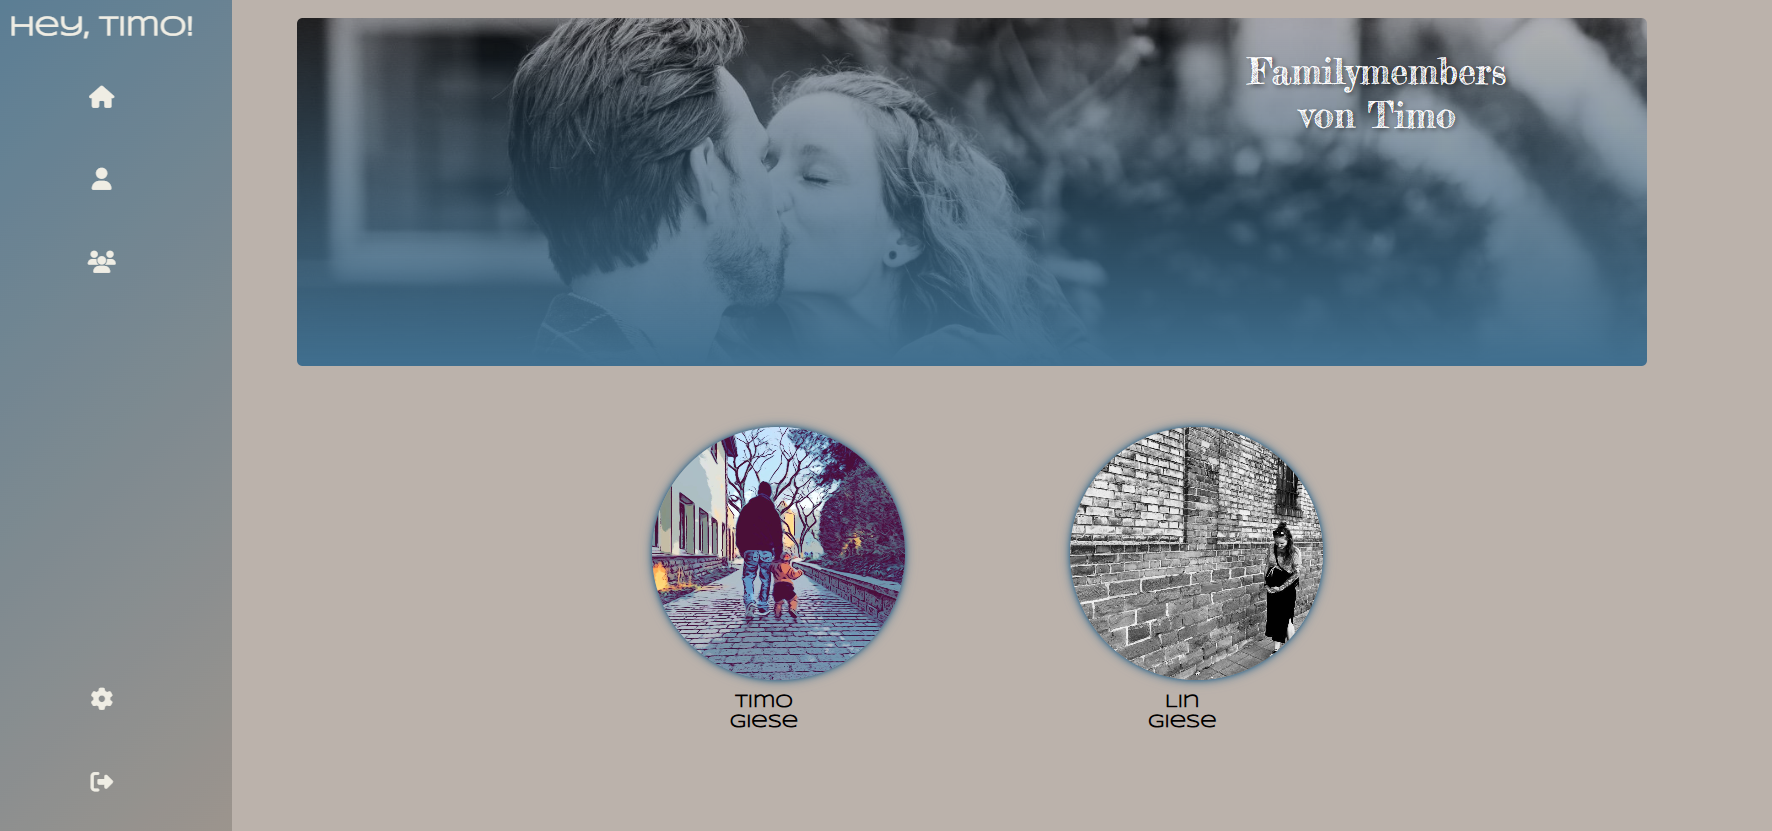 Hey, Timo!
Familymembers
von Timo
Timo
Giese
Lin
Giese